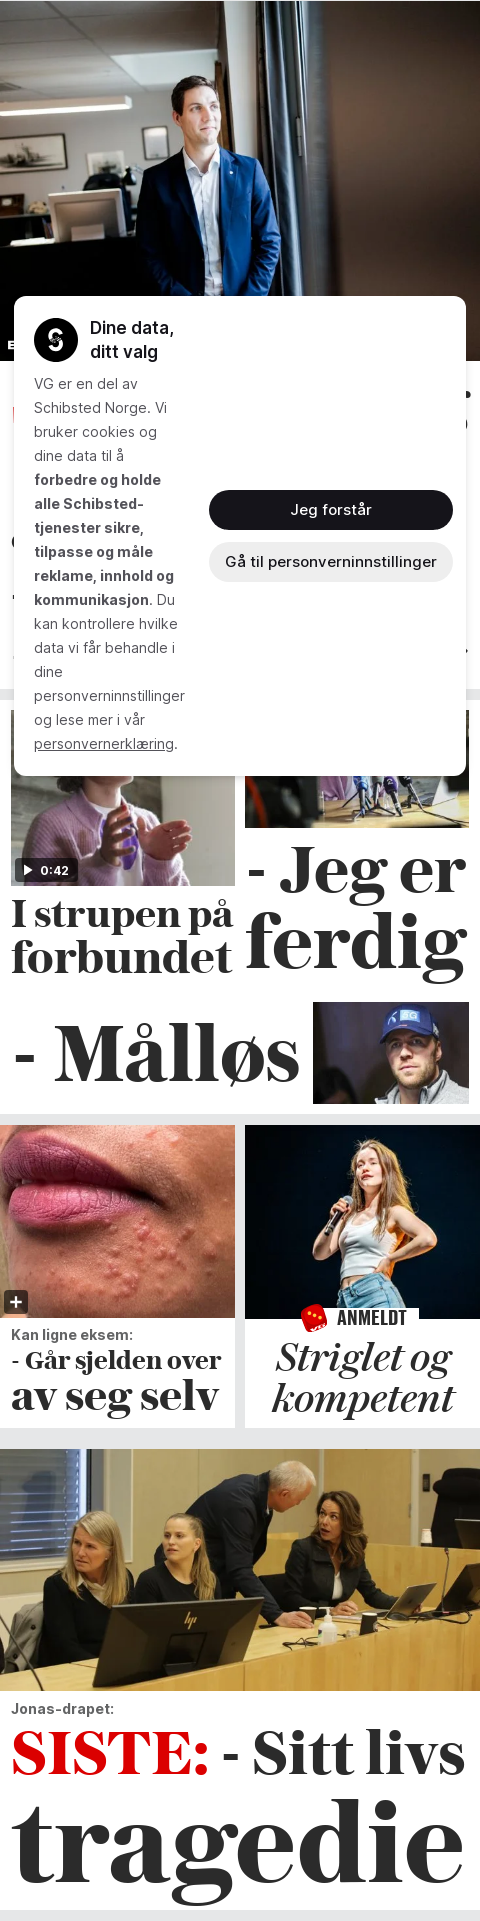 Dine data,
ditt valg
VG er en del av
Schibsted Norge. Vi
bruker cookies og
dine data til å
forbedre og holde
alle Schibsted-
tjenester sikre,
tilpasse og måle
reklame, innhold og
kommunikasjon. Du
kan kontrollere hvilke
data vi får behandle i
dine
personverninnstillinger
og lese mer i vår
personvernerklæring.
Jeg forstår
Gå til personverninnstillinger
0:42
I strupen på
forbundet
- Jeg er
ferdig
- Målløs
Kan ligne eksem:
- Går sjelden over
av seg selv
ANMELDT
Striglet og
kompetent
hp
Jonas-drapet:
SISTE: - Sitt livs
tragedie